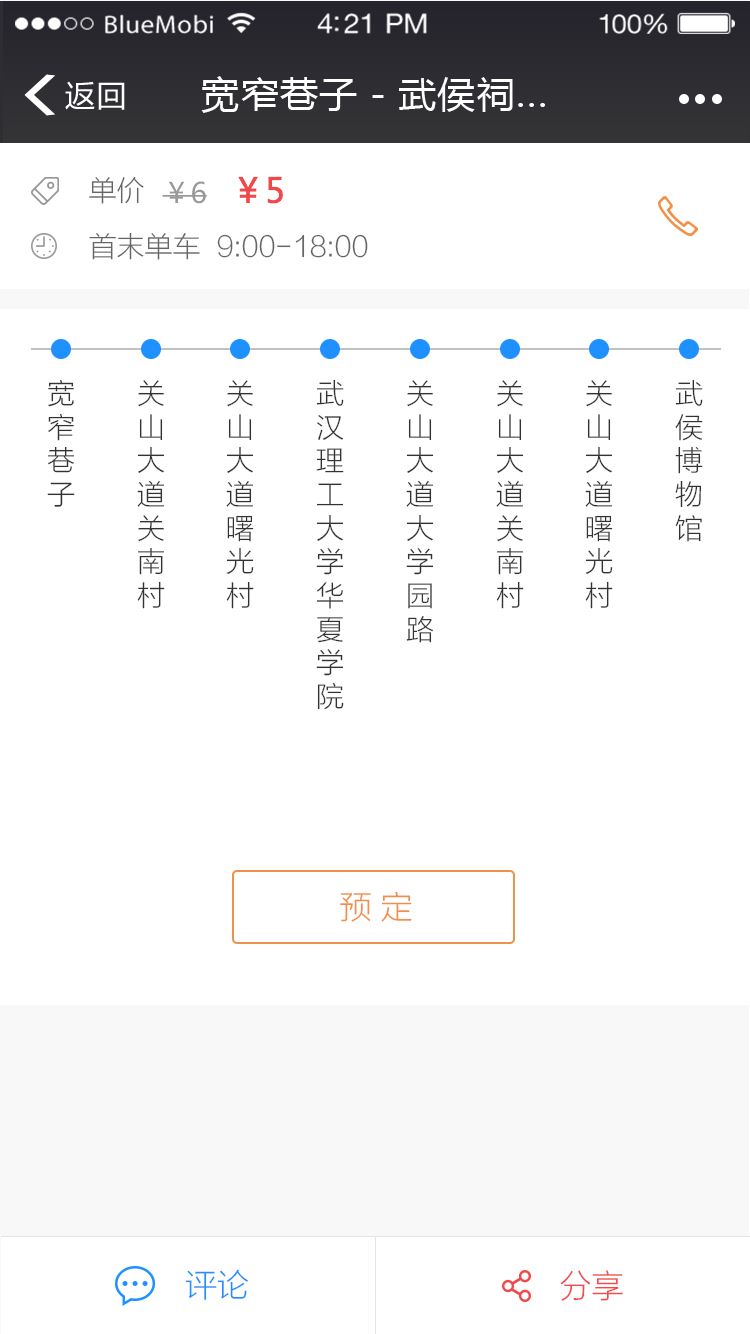 BlueMobi 4:21 PM 100%
返回 宽窄巷子 - 武侯祠...
单价 ¥6 ¥5
首末单车 9:00-18:00
宽窄巷子
关山大道关南村
关山大道曙光村
武汉理工大学华夏学院
关山大道大学园路
关山大道关南村
关山大道曙光村
武侯博物馆
预定
评论 分享